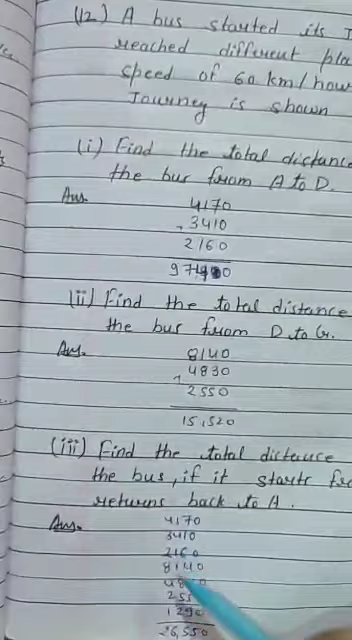 (12) A bus started its
reached different
speed of 60 km/hour
Journey is shown
(i) Find the total distance
the bus from A to D.
Ans. 4170
+ 3410
2160
(ii) Find the total distance
the bus from D to G.
Ans. 8140
+ 4830
2550
15,520
(iii) Find the total distance
the bus, if it starts
returns back to A.
Ans. 4170
3410
2160
8140
1290
26,550